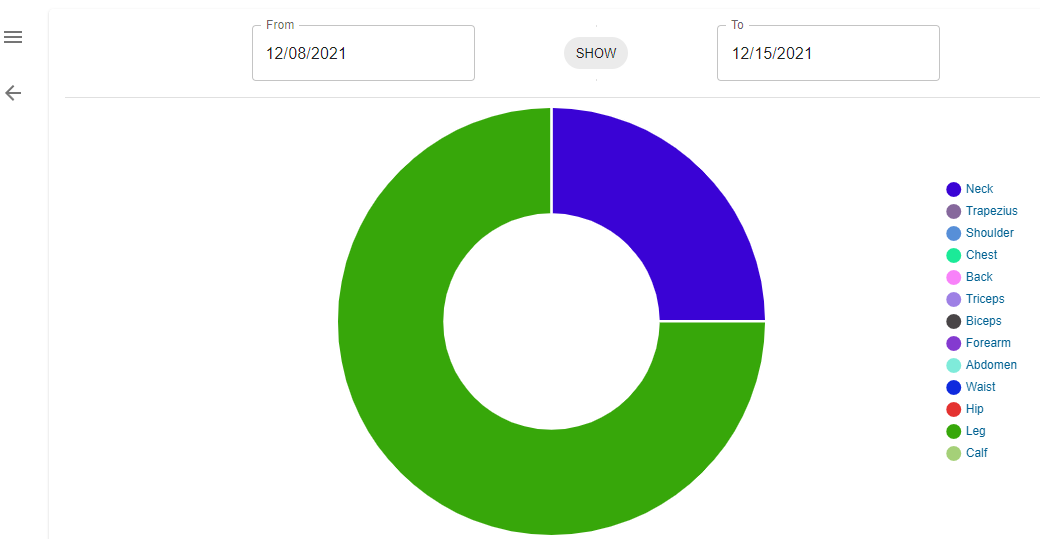 From
To
12/08/2021
SHOW
12/15/2021
Neck
Trapezius
Shoulder
Chest
Back
Triceps
Biceps
Forearm
Abdomen
Waist
Hip
Leg
Calf